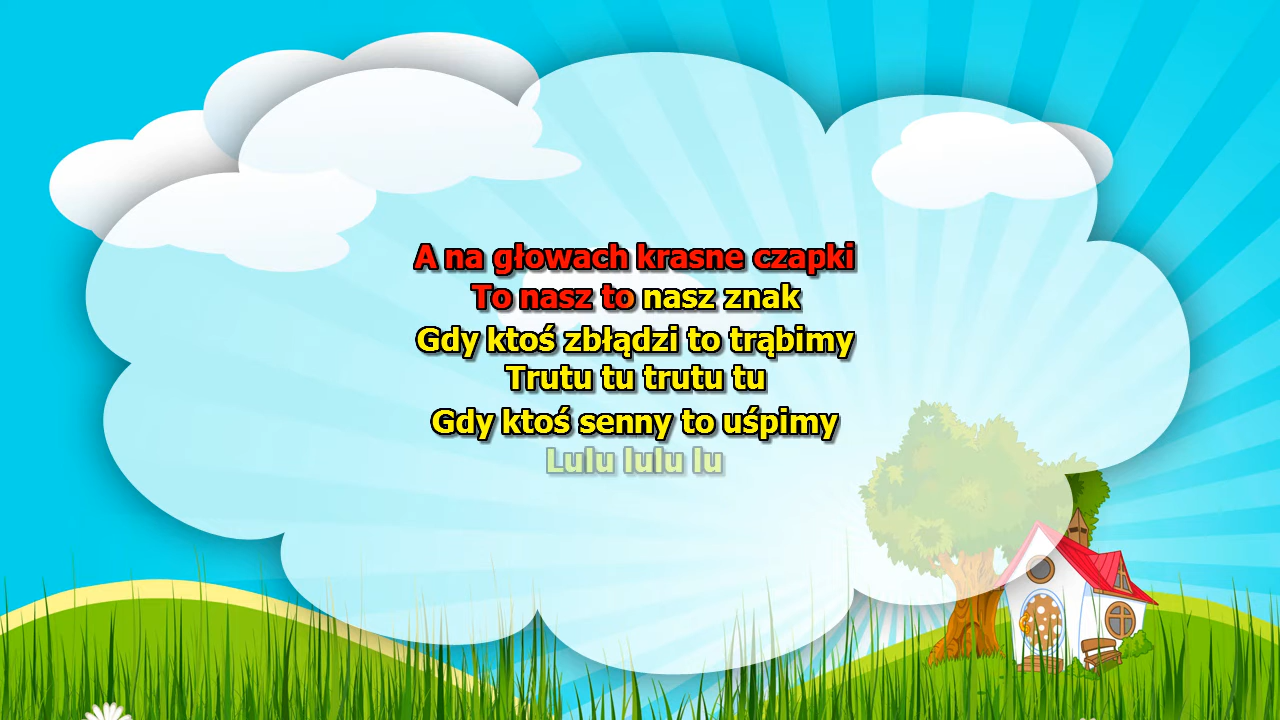 A na głowach krasne czapki
To nasz to nasz znak
Gdy ktoś zbłądzi to trąbimy
Trutu tu trutu tu
Gdy ktoś senny to uśpimy
Lulu lulu lu